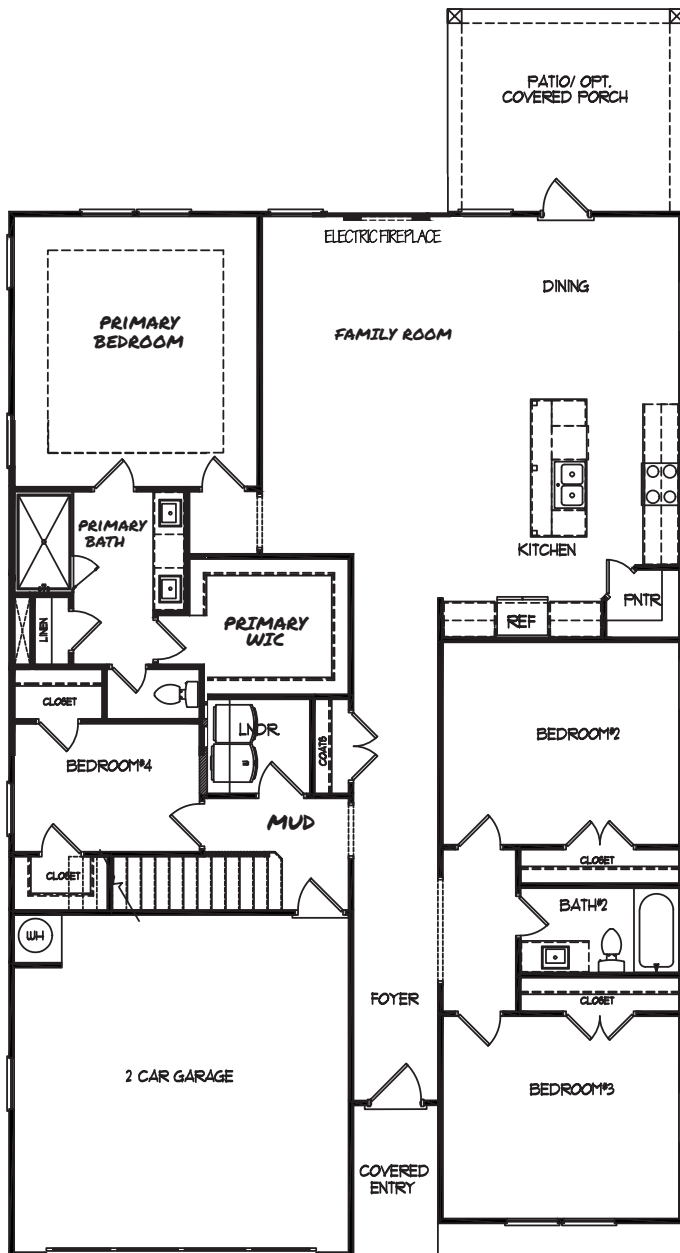 PATIO/ OPT.
COVERED PORCH
ELECTRIC FIREPLACE
DINING
PRIMARY
BEDROOM
FAMILY ROOM
PRIMARY
BATH
KITCHEN
LINEN
PRIMARY
WIC
REF
PNTR
CLOSET
LNDR
COATS
BEDROOM#2
BEDROOM#4
MUD
CLOSET
CLOSET
BATH#2
WH
FOYER
CLOSET
2 CAR GARAGE
BEDROOM#3
COVERED
ENTRY